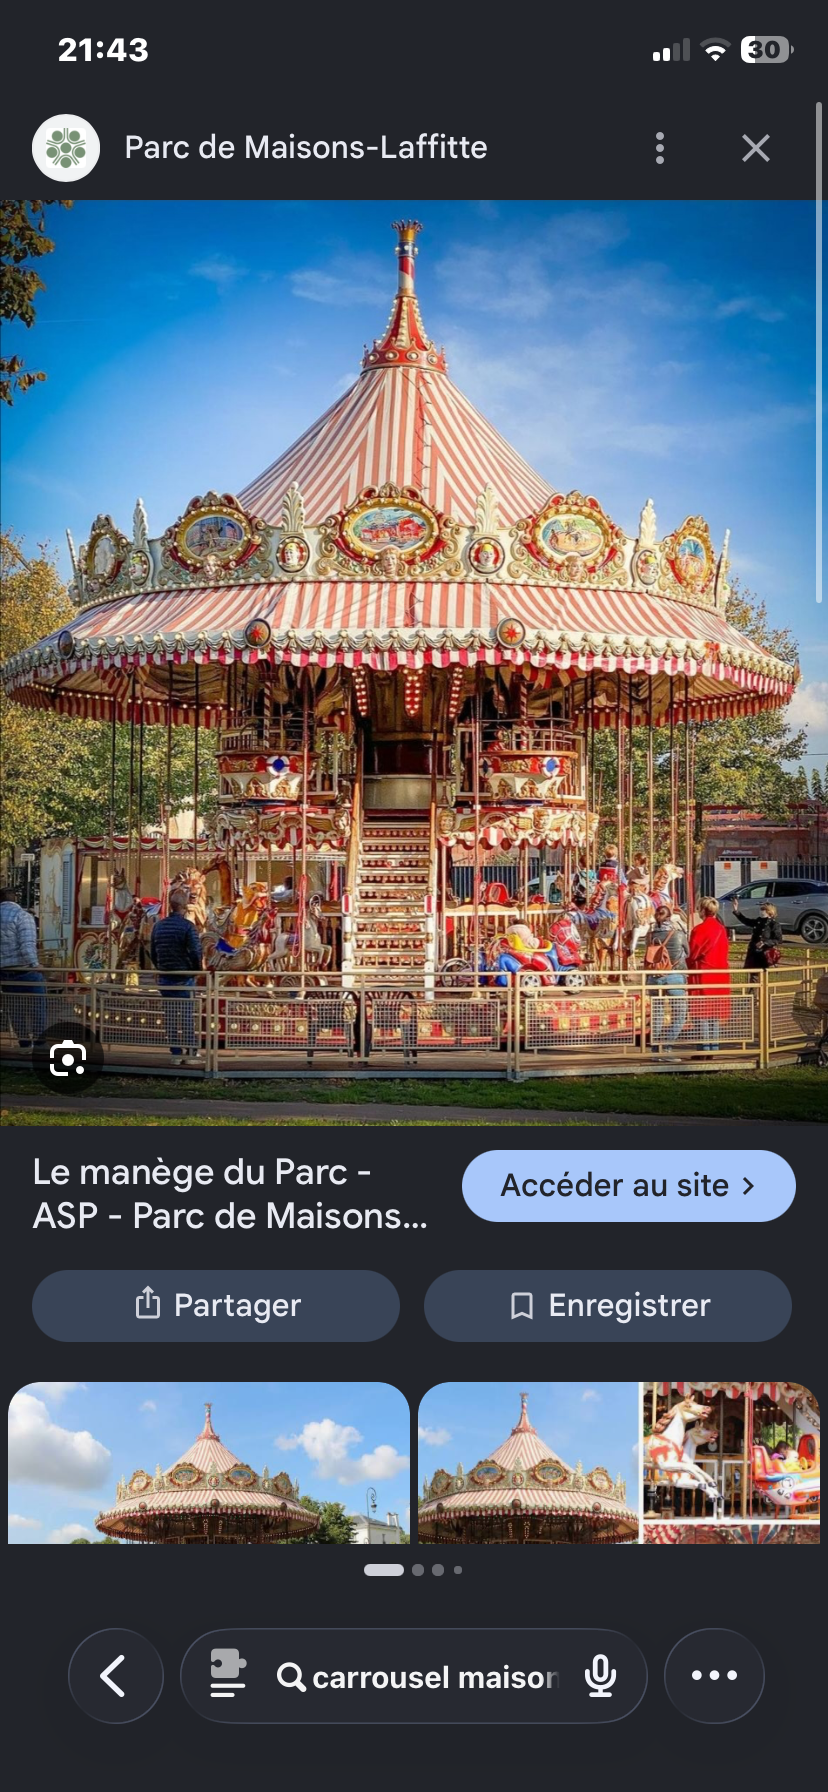 21:43
30
Parc de Maisons-Laffitte
Le manège du Parc -
ASP - Parc de Maisons...
Accéder au site
Partager
Enregistrer
carrousel maison